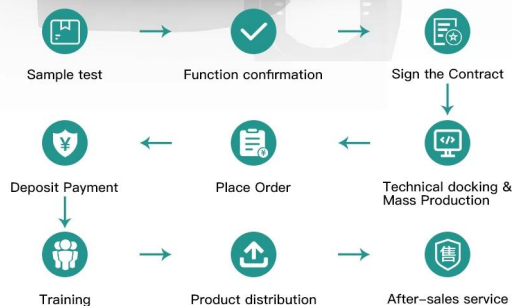 Sample test
Function confirmation
Sign the Contract
Technical docking &
Mass Production
</>
Place Order
¥
Deposit Payment
¥
Training
Product distribution
After-sales service
售